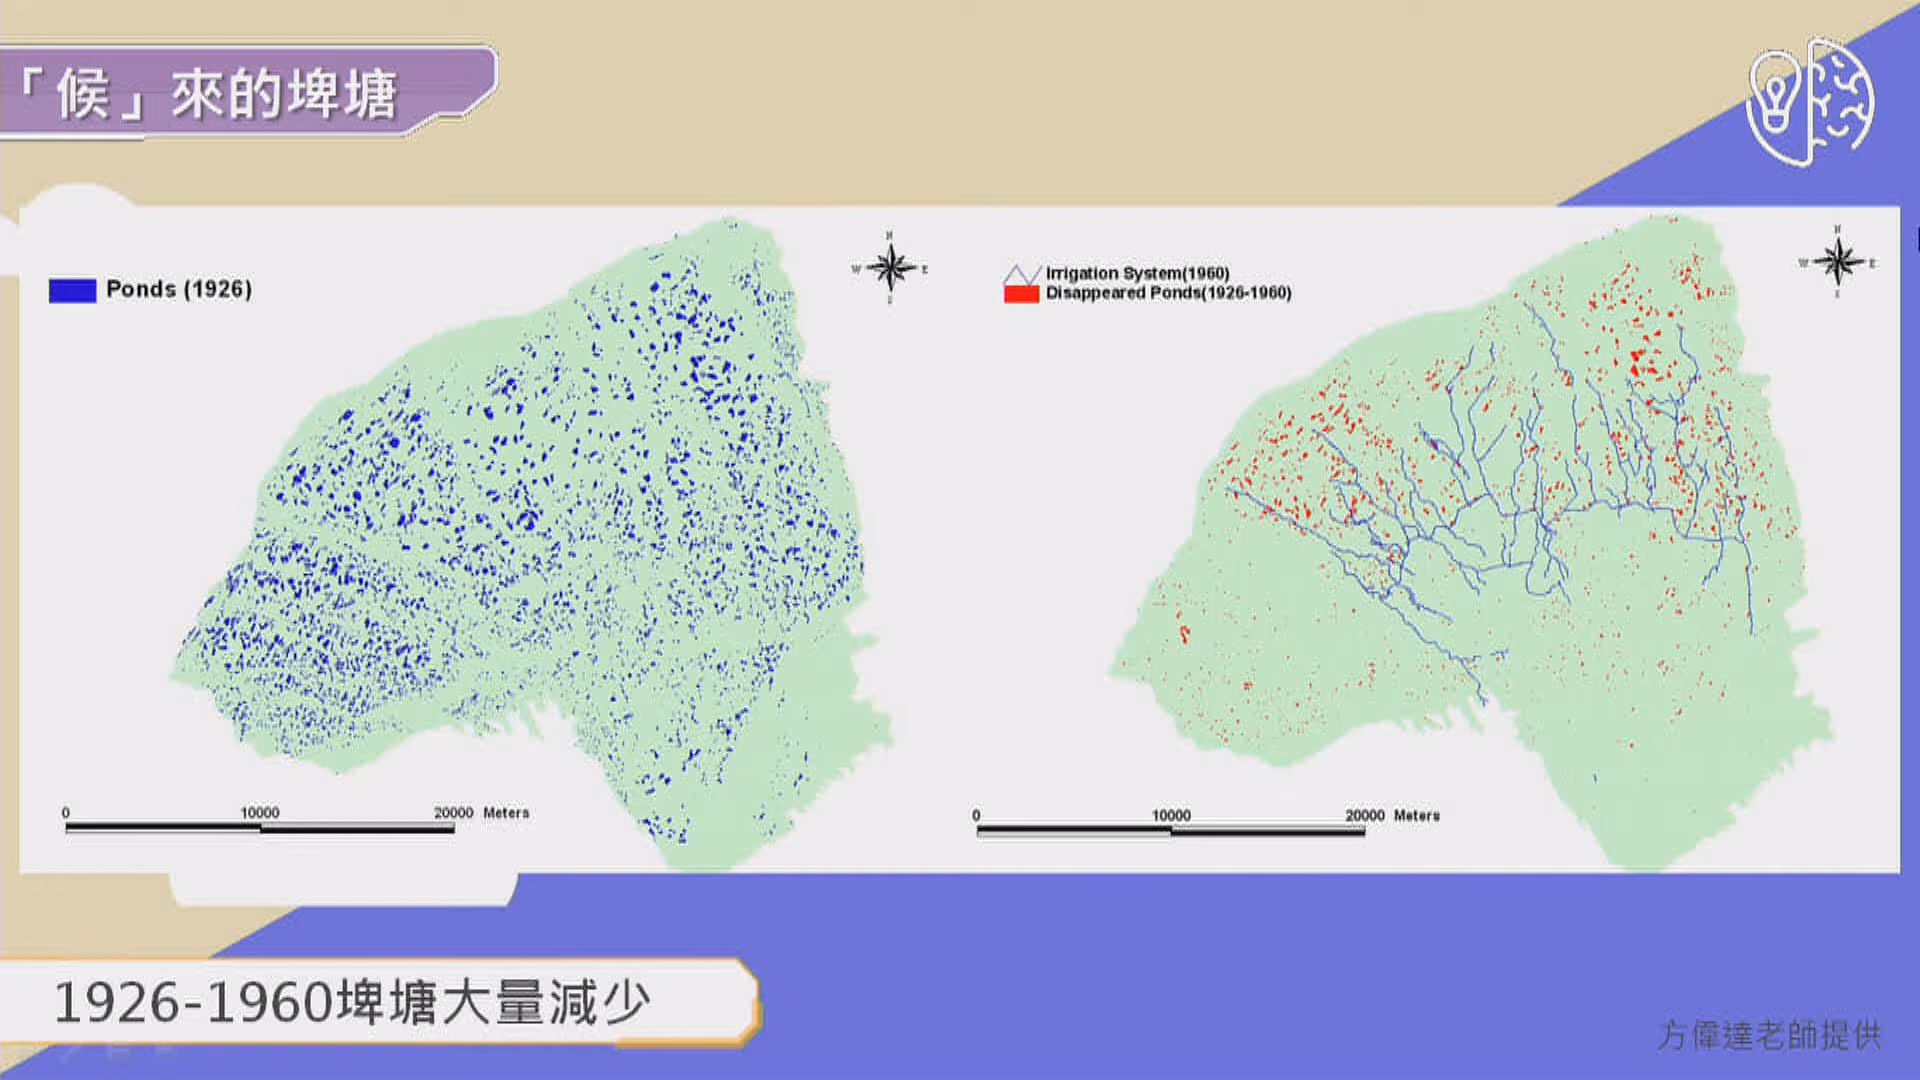 「候」來的埤塘
Ponds (1926)
N
W
E
0
10000
20000 Meters
Irrigation System(1960)
Disappeared Ponds(1926-1960)
N
W
E
0
10000
20000 Meters
1926-1960埤塘大量減少
方偉達老師提供